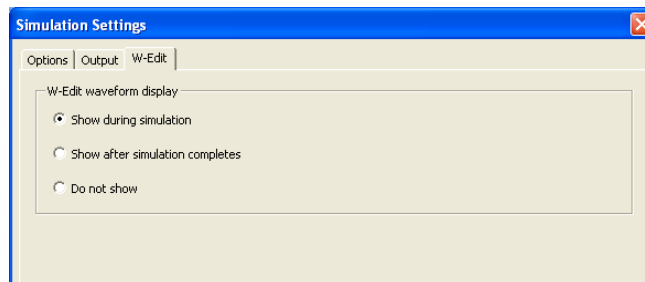 Simulation Settings
Options Output W-Edit
W-Edit waveform display
Show during simulation
Show after simulation completes
Do not show